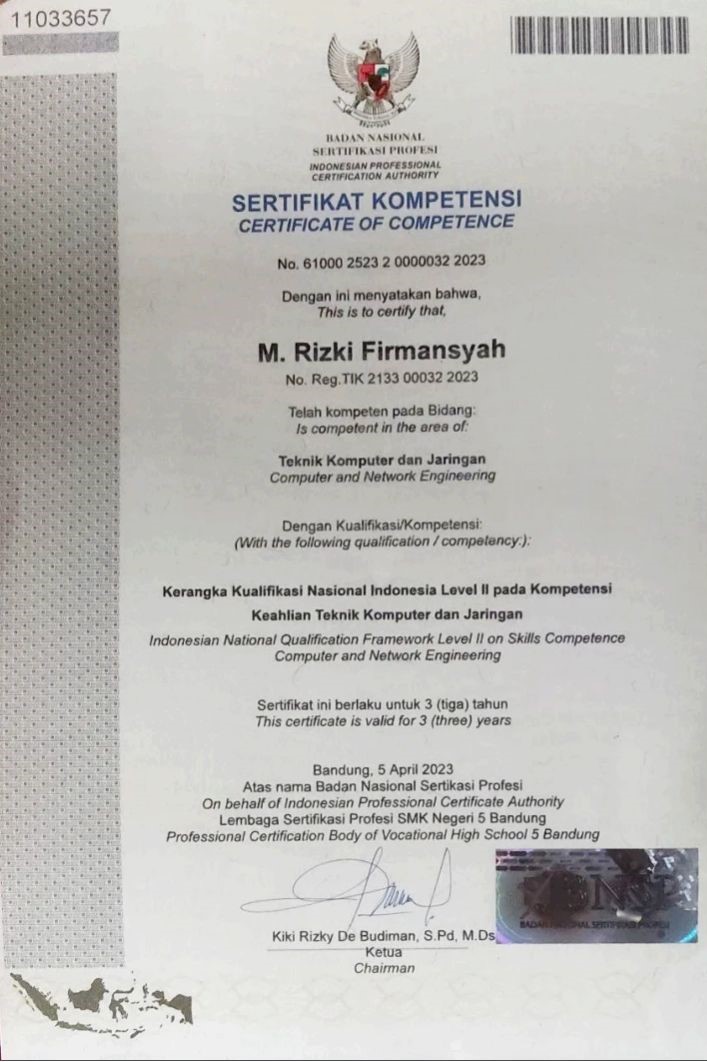 11033657
BADAN NASIONAL
SERTIFIKASI PROFESI
INDONESIAN PROFESSIONAL
CERTIFICATION AUTHORITY
SERTIFIKAT KOMPETENSI
CERTIFICATE OF COMPETENCE
No. 61000 2523 2 0000032 2023
Dengan ini menyatakan bahwa,
This is to certify that,
M. Rizki Firmansyah
No. Reg.TIK 2133 00032 2023
Telah kompeten pada Bidang:
Is competent in the area of:
Teknik Komputer dan Jaringan
Computer and Network Engineering
Dengan Kualifikasi/Kompetensi:
(With the following qualification / competency:):
Kerangka Kualifikasi Nasional Indonesia Level II pada Kompetensi
Keahlian Teknik Komputer dan Jaringan
Indonesian National Qualification Framework Level II on Skills Competence
Computer and Network Engineering
Sertifikat ini berlaku untuk 3 (tiga) tahun
This certificate is valid for 3 (three) years
Bandung, 5 April 2023
Atas nama Badan Nasional Sertikasi Profesi
On behalf of Indonesian Professional Certificate Authority
Lembaga Sertifikasi Profesi SMK Negeri 5 Bandung
Professional Certification Body of Vocational High School 5 Bandung
BNSP
BADAN NASIONAL SERTIFIKASI PROFESI
Kiki Rizky De Budiman, S.Pd, M.Ds
Ketua
Chairman